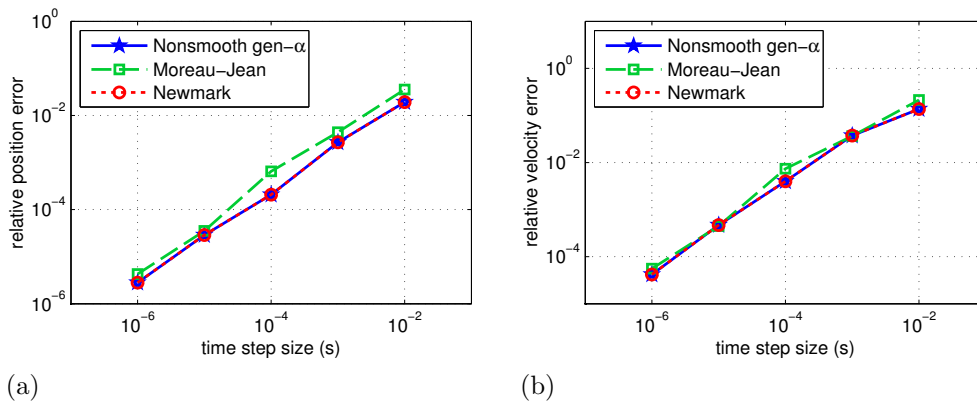 10^0
10^-2
10^-4
10^-6
relative position error
Nonsmooth gen-α
Moreau-Jean
Newmark
10^-6
10^-4
10^-2
time step size (s)
(a)
10^0
10^-2
10^-4
relative velocity error
Nonsmooth gen-α
Moreau-Jean
Newmark
10^-6
10^-4
10^-2
time step size (s)
(b)